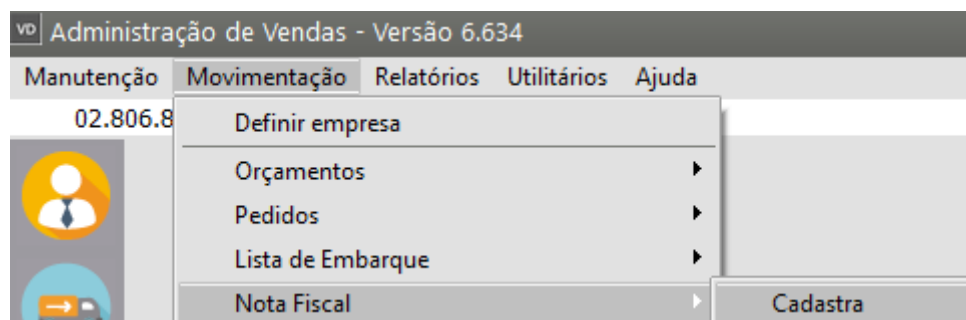 VD Administração de Vendas - Versão 6.634
Manutenção Movimentação Relatórios Utilitários Ajuda
02.806.8
Definir empresa
Orçamentos
Pedidos
Lista de Embarque
Nota Fiscal Cadastra